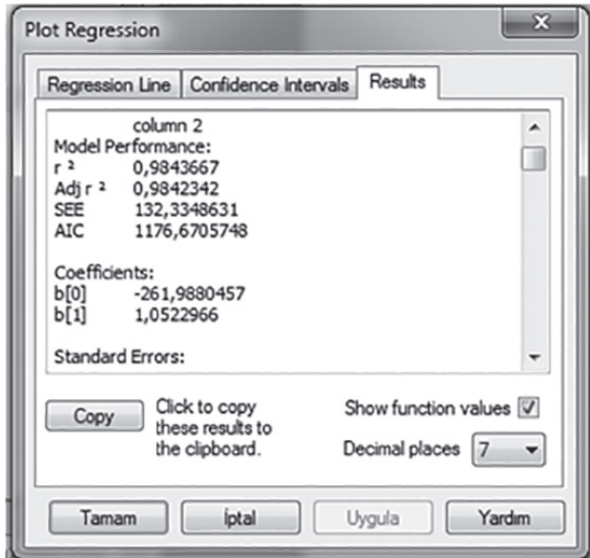 Plot Regression
Regression Line Confidence Intervals Results
column 2
Model Performance:
r ² 0,9843667
Adj r ² 0,9842342
SEE 132,3348631
AIC 1176,6705748
Coefficients:
b[0] -261,9880457
b[1] 1,0522966
Standard Errors:
Copy
Click to copy
these results to
the clipboard.
Show function values
Decimal places 7
Tamam İptal Uygula Yardım